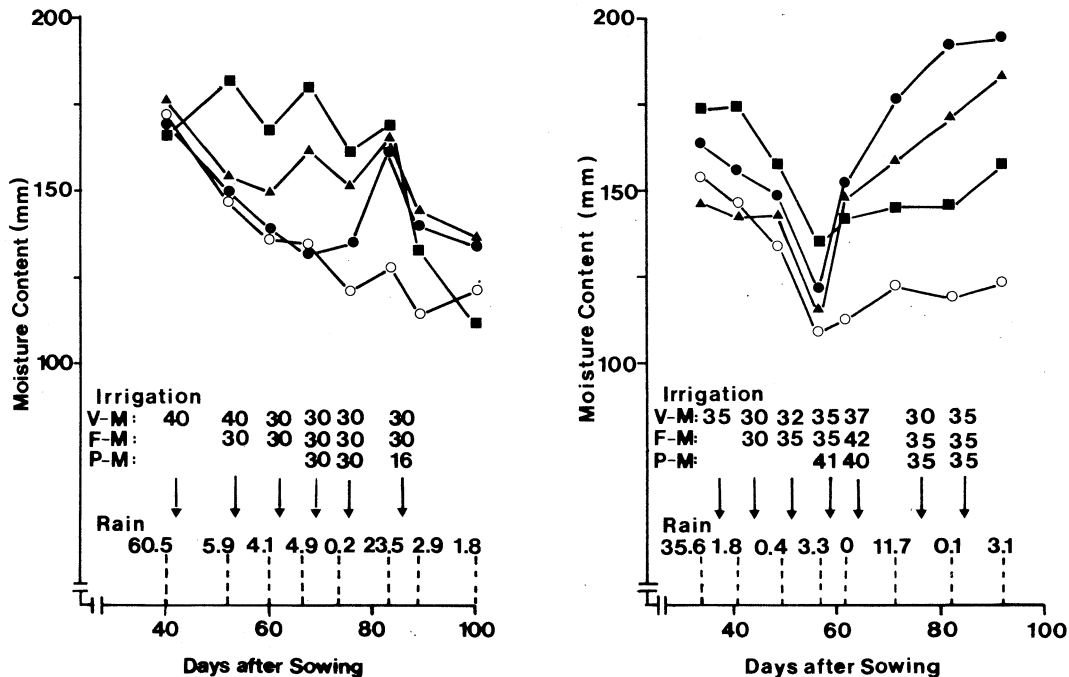 200
150
100
Moisture Content (mm)
Irrigation
V-M: 40 40 30 30 30 30
F-M: 30 30 30 30 30
P-M: 30 30 16
Rain
60.5 5.9 4.1 4.9 0.2 23.5 2.9 1.8
40 60 80 100
Days after Sowing
200
150
100
Moisture Content (mm)
Irrigation
V-M: 35 30 32 35 37 30 35
F-M: 30 35 35 42 35 35
P-M: 41 40 35 35
Rain
35.6 1.8 0.4 3.3 0 11.7 0.1 3.1
40 60 80 100
Days after Sowing